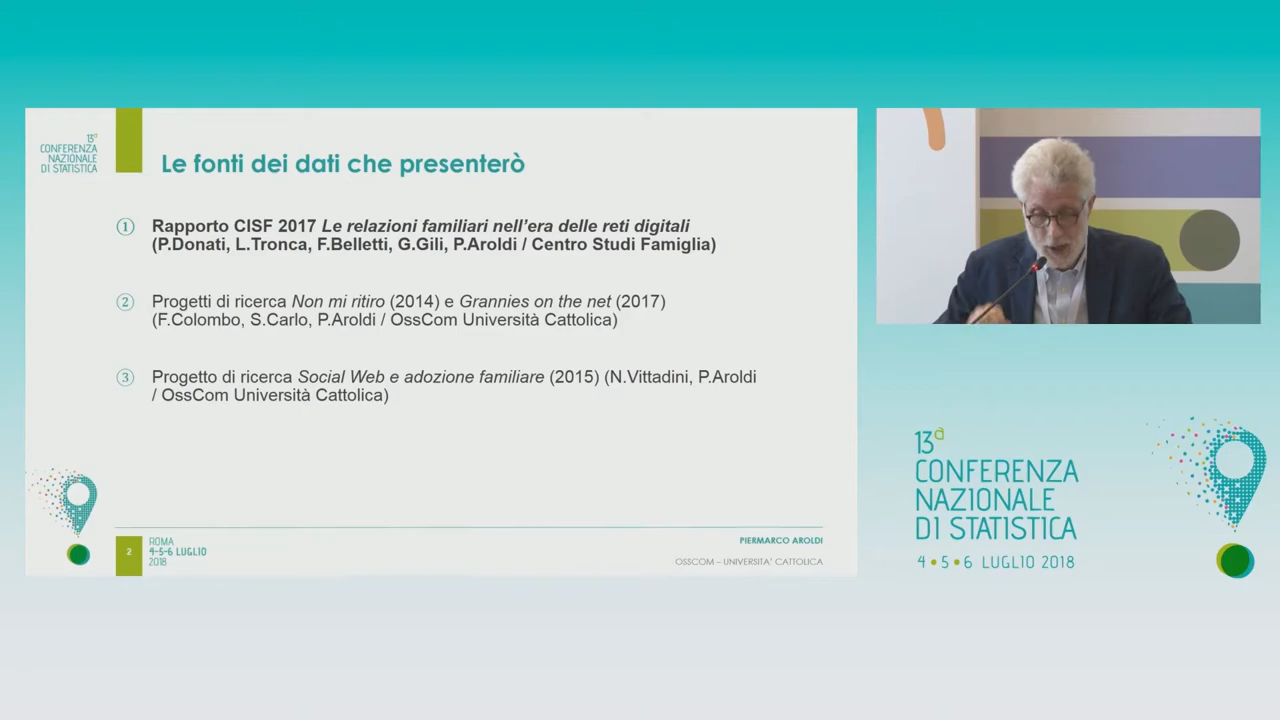 13ª
CONFERENZA
NAZIONALE
DI STATISTICA
Le fonti dei dati che presenterò
1 Rapporto CISF 2017 Le relazioni familiari nell'era delle reti digitali
(P.Donati, L.Tronca, F.Belletti, G.Gili, P.Aroldi / Centro Studi Famiglia)
2 Progetti di ricerca Non mi ritiro (2014) e Grannies on the net (2017)
(F.Colombo, S.Carlo, P.Aroldi / OssCom Università Cattolica)
3 Progetto di ricerca Social Web e adozione familiare (2015) (N.Vittadini, P.Aroldi
/ OssCom Università Cattolica)
2
ROMA
4-5-6 LUGLIO
2018
PIERMARCO AROLDI
OSSCOM – UNIVERSITA' CATTOLICA
13ª
CONFERENZA
NAZIONALE
DI STATISTICA
4 • 5 • 6 LUGLIO 2018